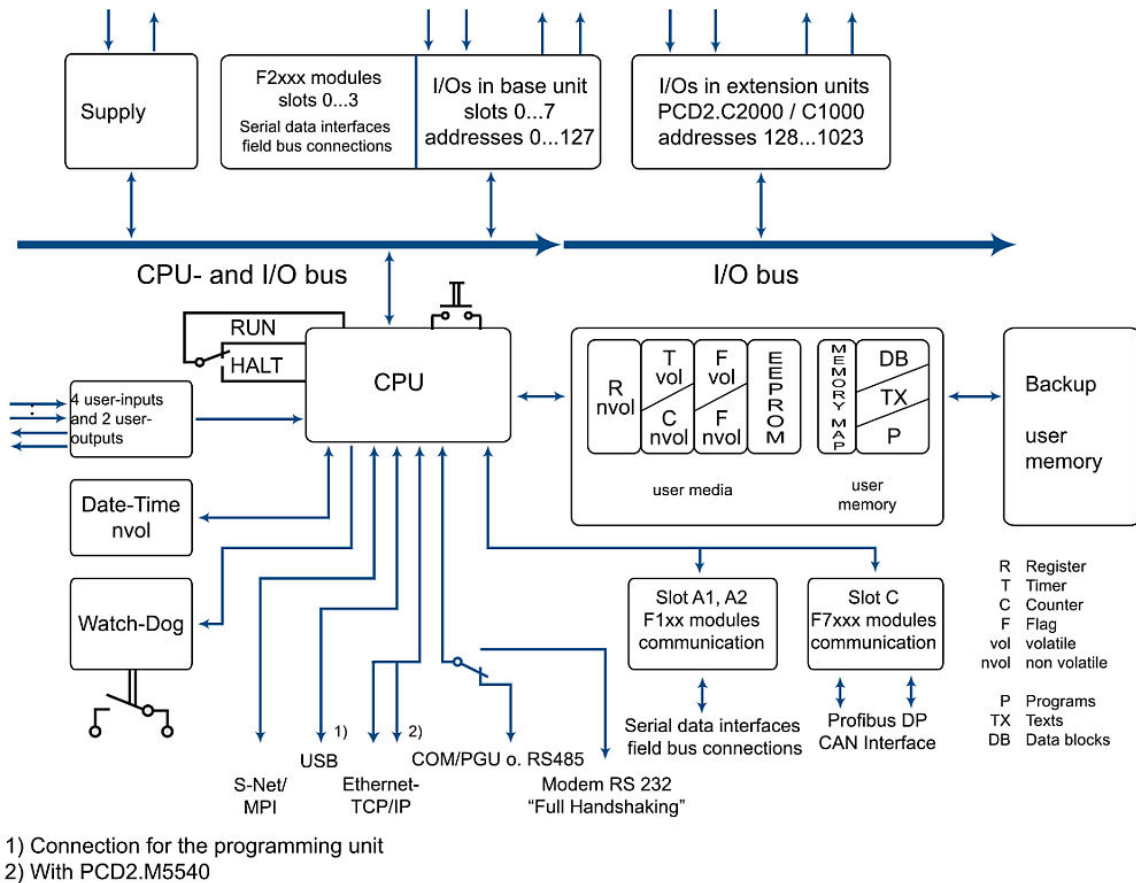 Supply
F2xxx modules
slots 0...3
Serial data interfaces
field bus connections
I/Os in base unit
slots 0...7
addresses 0...127
I/Os in extension units
PCD2.C2000 / C1000
addresses 128...1023
CPU- and I/O bus
I/O bus
RUN
HALT
CPU
4 user-inputs
and 2 user-
outputs
:
Date-Time
nvol
Watch-Dog
R
nvol
T
vol
C
nvol
F
vol
F
nvol
EEPROM
MEMORY MAP
DB
TX
P
user media
user
memory
Backup
user
memory
Slot A1, A2
F1xx modules
communication
Slot C
F7xxx modules
communication
Serial data interfaces
field bus connections
Profibus DP
CAN Interface
R Register
T Timer
C Counter
F Flag
vol volatile
nvol non volatile
P Programs
TX Texts
DB Data blocks
1)
2)
S-Net/
MPI
USB
Ethernet-
TCP/IP
COM/PGU o. RS485
Modem RS 232
“Full Handshaking”
1) Connection for the programming unit
2) With PCD2.M5540